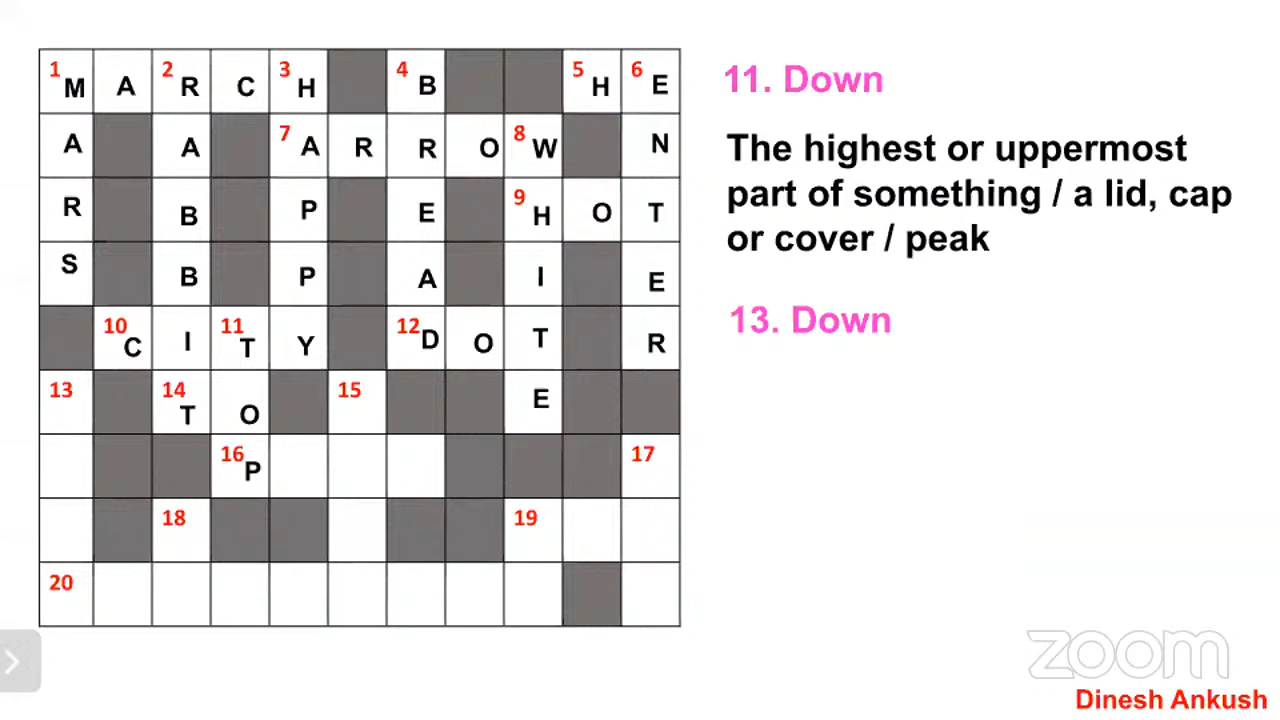 1 M A 2 R C 3 H 4 B 5 H 6 E
A A 7 A R R O 8 W N
R B P E 9 H O T
S B P A I E
10 C I 11 T Y 12 D O T R
13 14 T O 15 E
16 P 17
18 19
20
11. Down
The highest or uppermost
part of something / a lid, cap
or cover / peak
13. Down
zoom
Dinesh Ankush